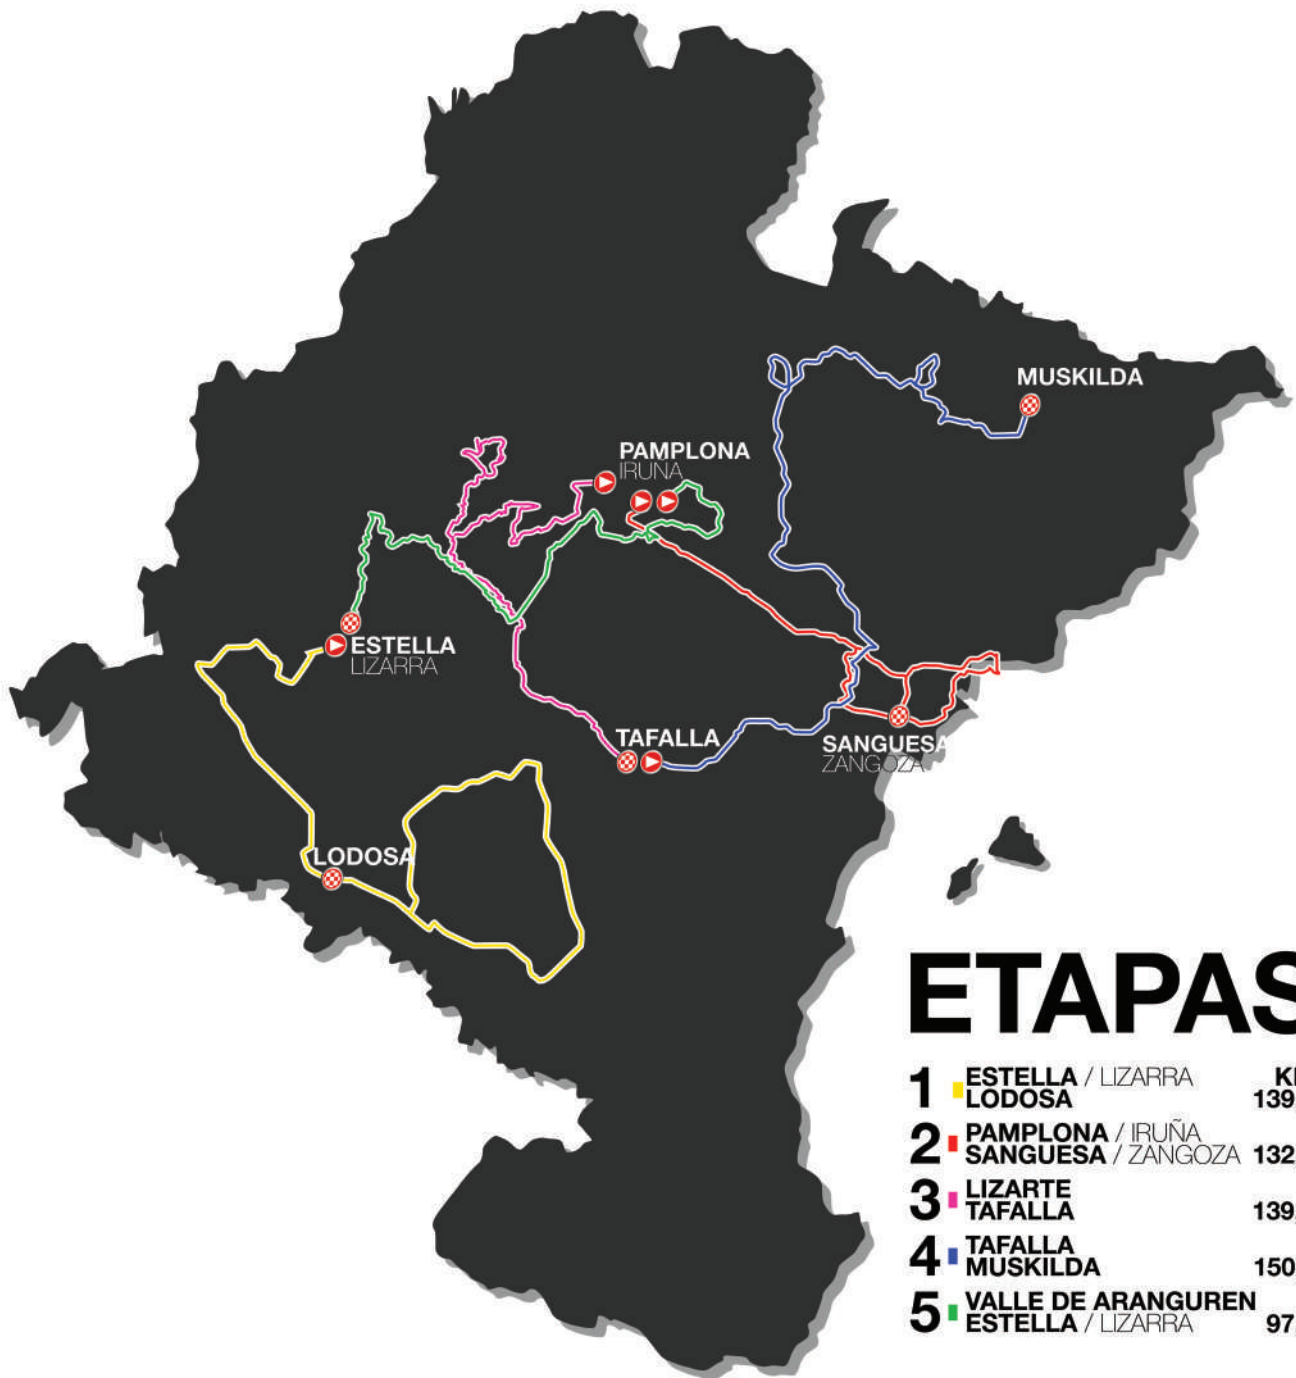 MUSKILDA
PAMPLONA
IRUÑA
ESTELLA
LIZARRA
TAFALLA
SANGUESA
ZANGOZA
LODOSA
ETAPAS
1 ESTELLA / LIZARRA
LODOSA 139
2 PAMPLONA / IRUÑA
SANGUESA / ZANGOZA 132
3 LIZARTE
TAFALLA 139
4 TAFALLA
MUSKILDA 150
5 VALLE DE ARANGUREN
ESTELLA / LIZARRA 97